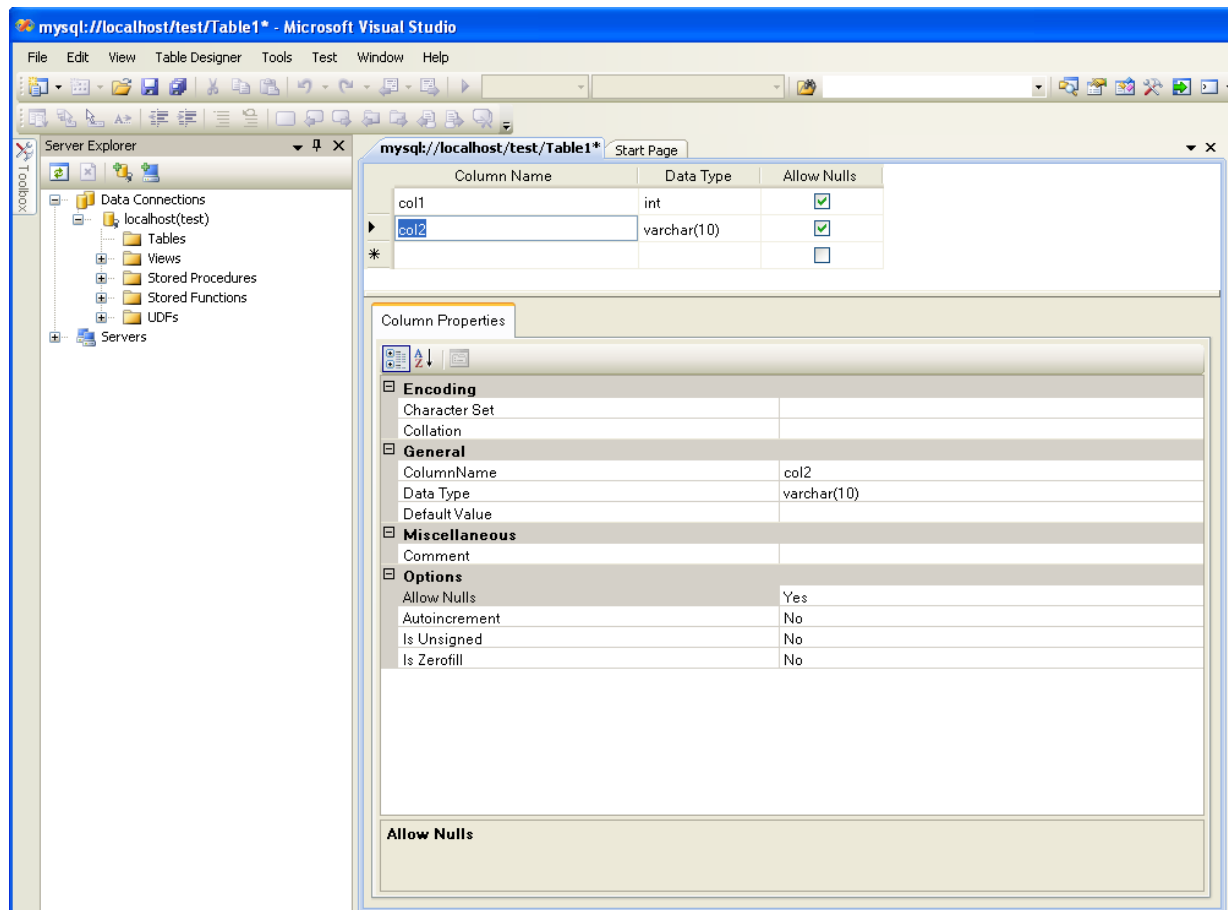 mysql://localhost/test/Table1* - Microsoft Visual Studio
File Edit View Table Designer Tools Test Window Help
Server Explorer
mysql://localhost/test/Table1* Start Page
Toolbox
Data Connections
localhost(test)
Tables
Views
Stored Procedures
Stored Functions
UDFs
Servers
Column Name Data Type Allow Nulls
col1 int
col2 varchar(10)
Column Properties
Encoding
Character Set
Collation
General
ColumnName col2
Data Type varchar(10)
Default Value
Miscellaneous
Comment
Options
Allow Nulls Yes
Autoincrement No
Is Unsigned No
Is Zerofill No
Allow Nulls